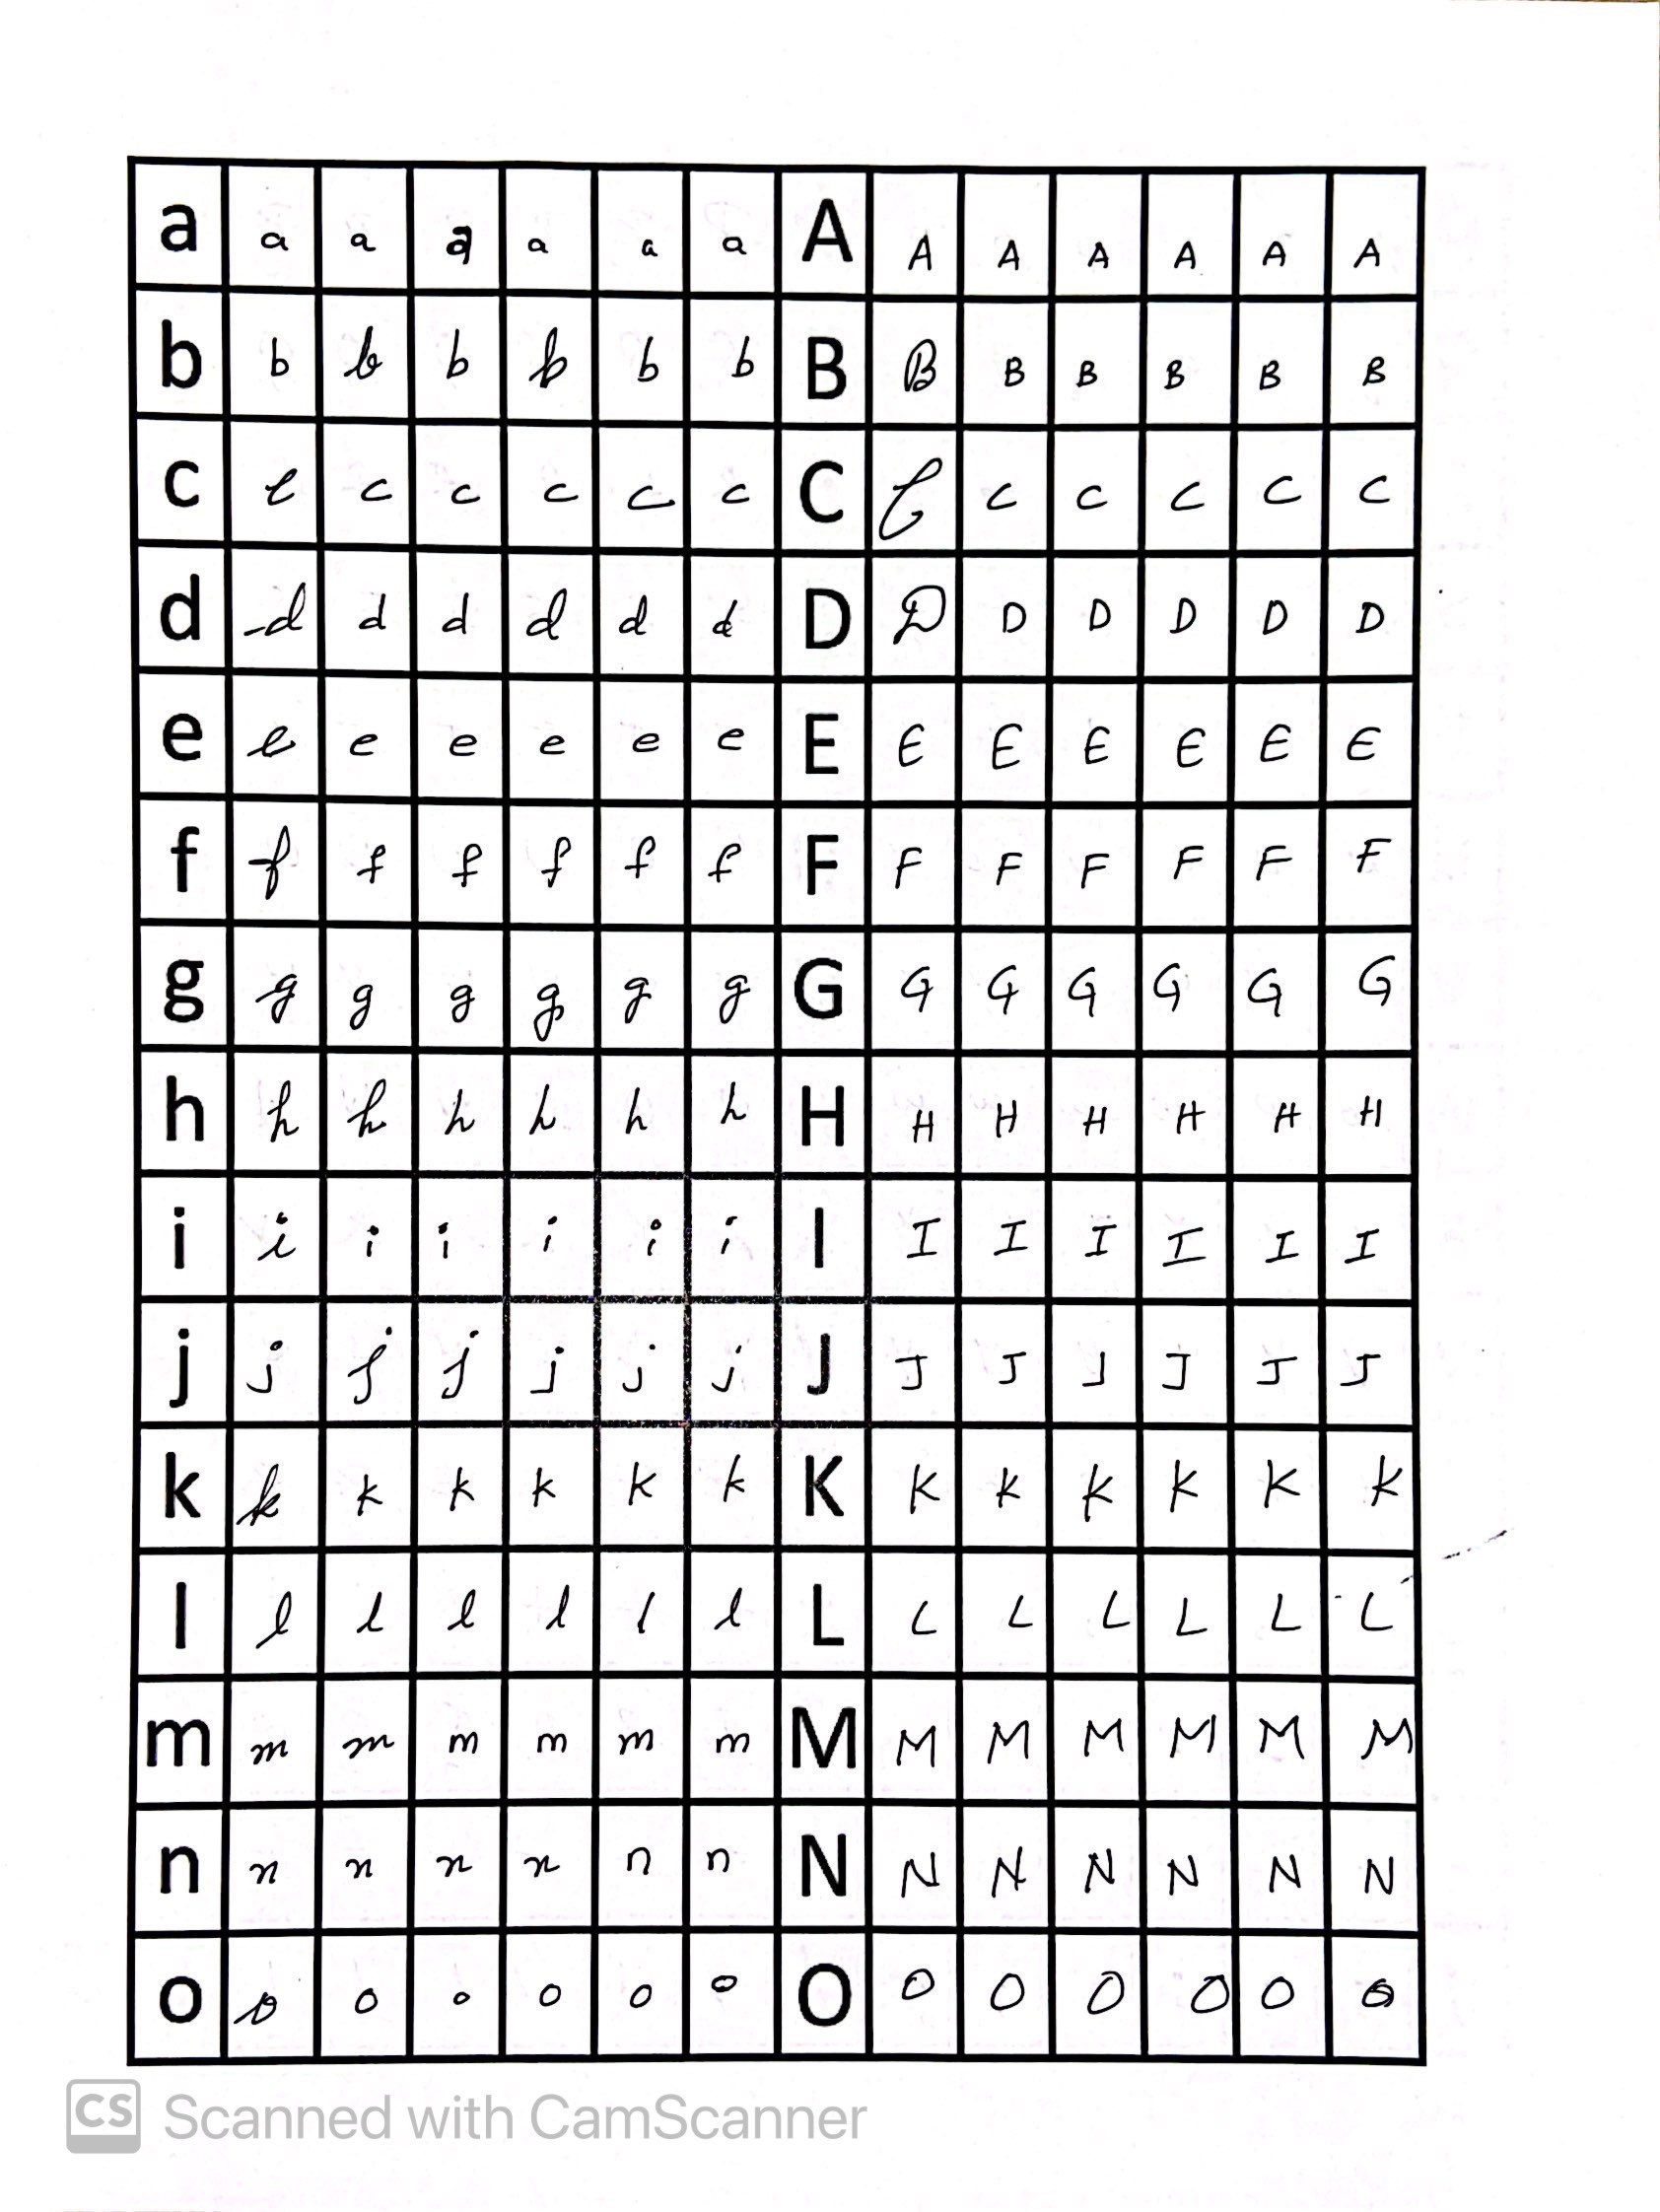 a a a a a a a A A A A A A A
b b b b b b b B B B B B B B
c c c c c c c C C C C C C C
d d d d d d d D D D D D D D
e e e e e e e E E E E E E E
f f f f f f f F F F F F F F
g g g g g g g G G G G G G G
h h h h h h h H H H H H H H
i i i i i i i I I I I I I I
j j j j j j j J J J J J J J
k k k k k k k K K K K K K K
l l l l l l l L L L L L L L
m m m m m m m M M M M M M M
n n n n n n n N N N N N N N
o o o o o o o O O O O O O O
CS Scanned with CamScanner